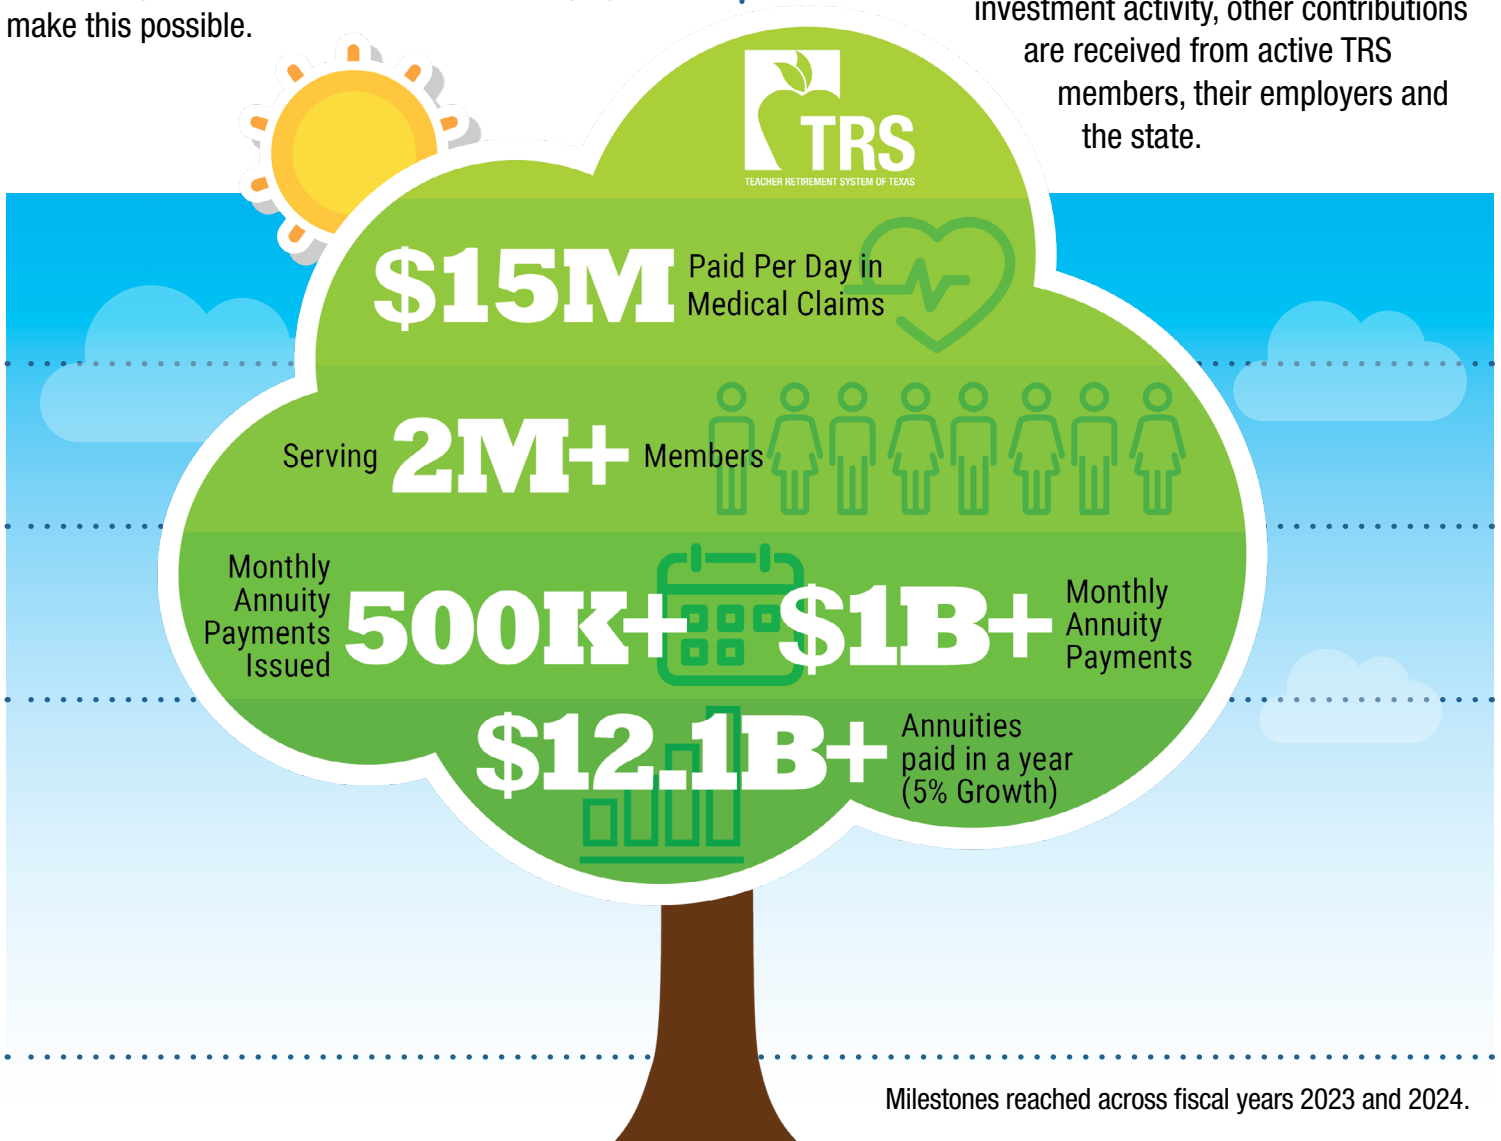 make this possible.
investment activity, other contributions
are received from active TRS
members, their employers and
the state.
TRS
TEACHER RETIREMENT SYSTEM OF TEXAS
$15M
Paid Per Day in
Medical Claims
Serving 2M+ Members
Monthly
Annuity
Payments
Issued
500K+
$1B+
Monthly
Annuity
Payments
$12.1B+
Annuities
paid in a year
(5% Growth)
Milestones reached across fiscal years 2023 and 2024.